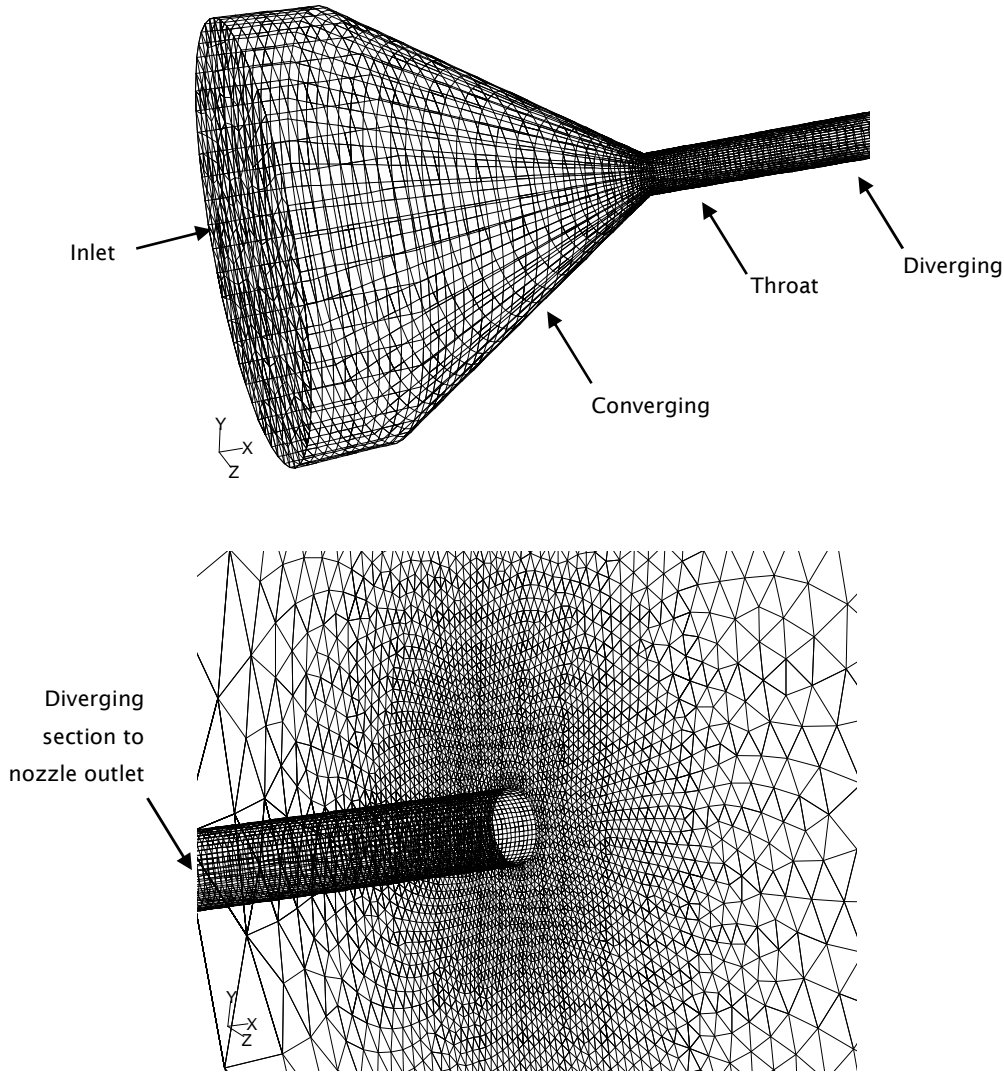 Inlet
Diverging
Throat
Converging
Y
X
Z
Diverging
section to
nozzle outlet
Y
X
Z